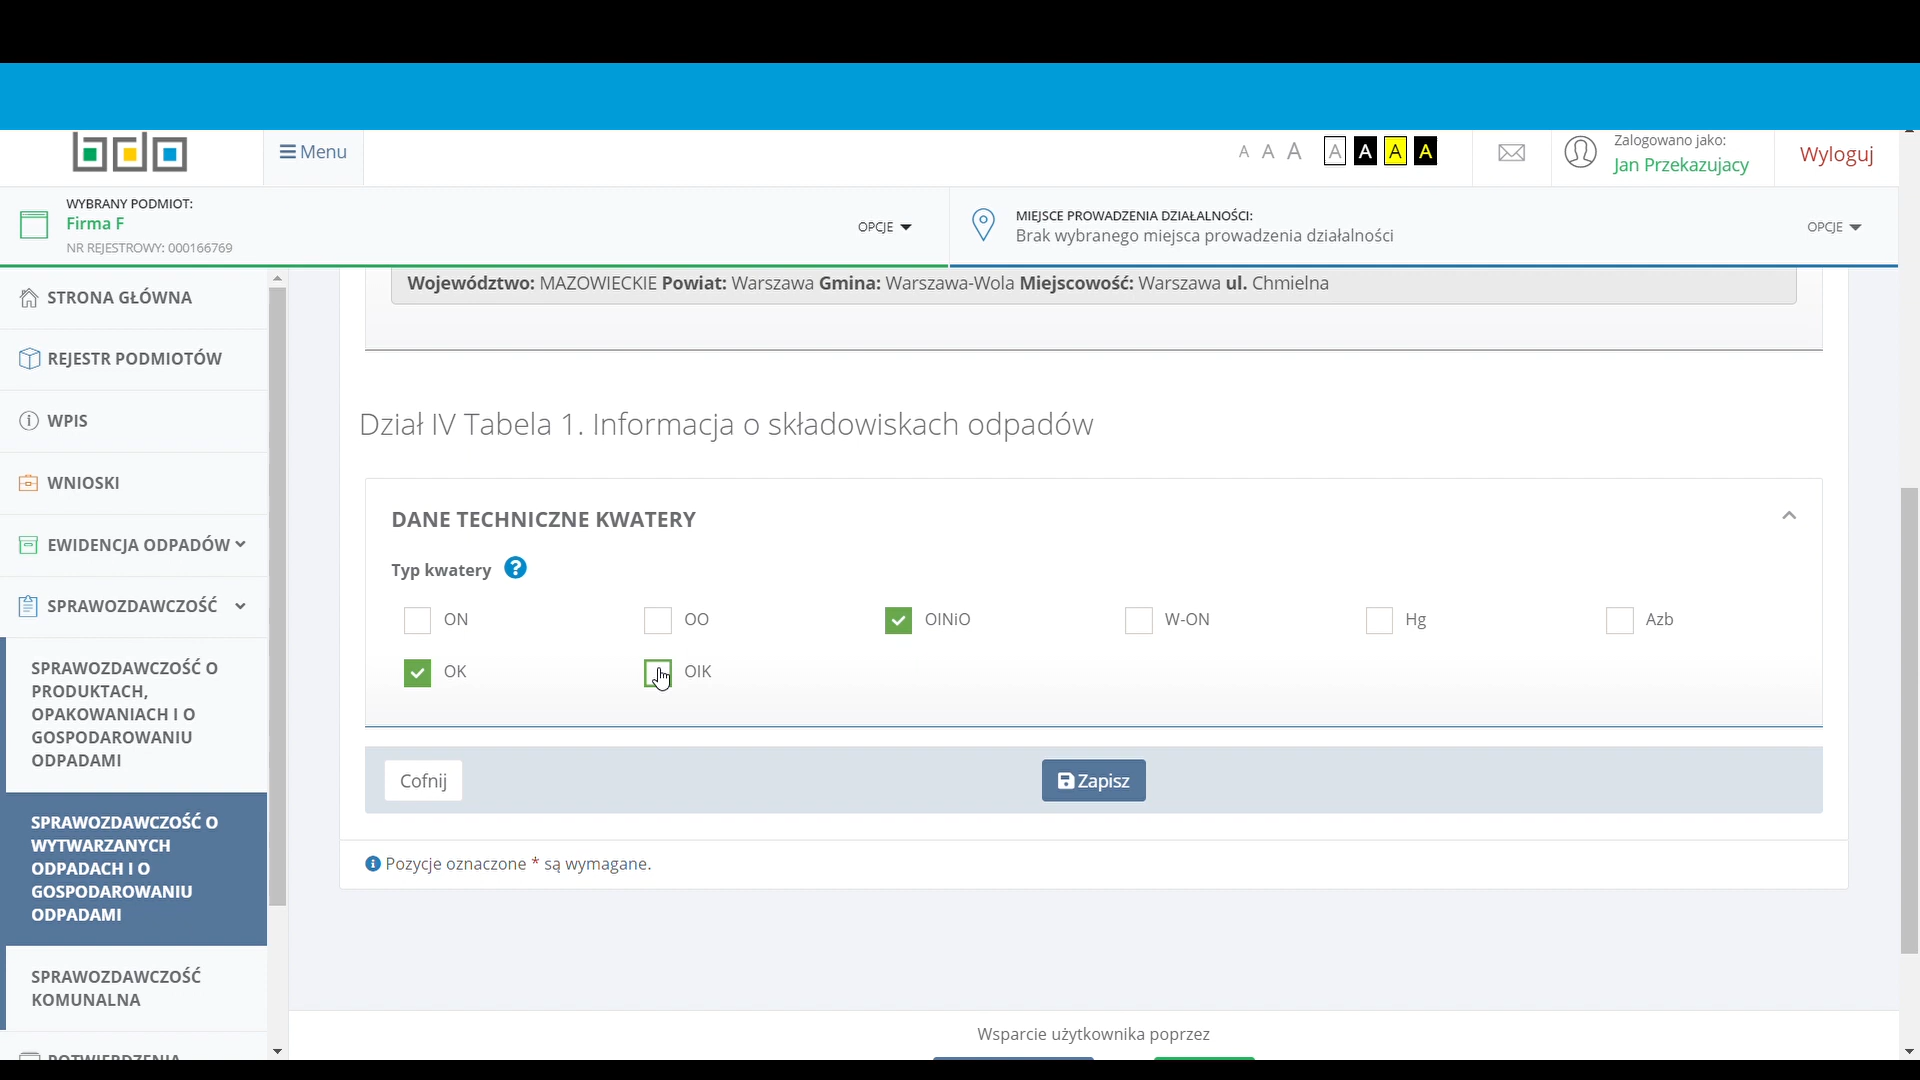 bdo
Menu
A A A A A A A
Zalogowano jako:
Jan Przekazujacy
Wyloguj
WYBRANY PODMIOT:
Firma F
NR REJESTROWY: 000166769
OPCJE
MIEJSCE PROWADZENIA DZIAŁALNOŚCI:
Brak wybranego miejsca prowadzenia działalności
OPCJE
STRONA GŁÓWNA
REJESTR PODMIOTÓW
WPIS
WNIOSKI
EWIDENCJA ODPADÓW
SPRAWOZDAWCZOŚĆ
SPRAWOZDAWCZOŚĆ O
PRODUKTACH,
OPAKOWANIACH I O
GOSPODAROWANIU
ODPADAMI
SPRAWOZDAWCZOŚĆ O
WYTWARZANYCH
ODPADACH I O
GOSPODAROWANIU
ODPADAMI
SPRAWOZDAWCZOŚĆ
KOMUNALNA
POTWIERDZENIA
Województwo: MAZOWIECKIE Powiat: Warszawa Gmina: Warszawa-Wola Miejscowość: Warszawa ul. Chmielna
Dział IV Tabela 1. Informacja o składowiskach odpadów
DANE TECHNICZNE KWATERY
Typ kwatery ?
ON OO OINiO W-ON Hg Azb
OK OIK
Cofnij
Zapisz
Pozycje oznaczone * są wymagane.
Wsparcie użytkownika poprzez